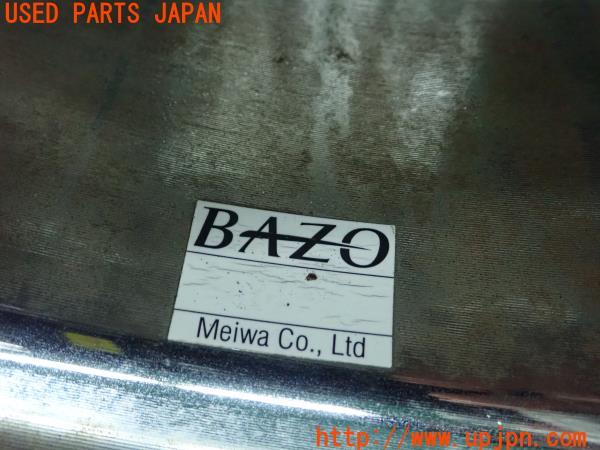 USED PARTS JAPAN
BAZO
Meiwa Co., Ltd
http://www.upjpn.com